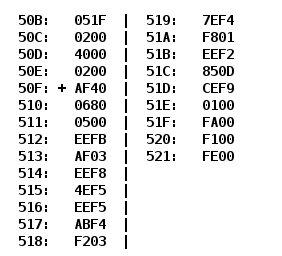 50B: 051F | 519: 7EF4
50C: 0200 | 51A: F801
50D: 4000 | 51B: EEF2
50E: 0200 | 51C: 850D
50F: + AF40 | 51D: CEF9
510: 0680 | 51E: 0100
511: 0500 | 51F: FA00
512: EEFB | 520: F100
513: AF03 | 521: FE00
514: EEF8 |
515: 4EF5 |
516: EEF5 |
517: ABF4 |
518: F203 |